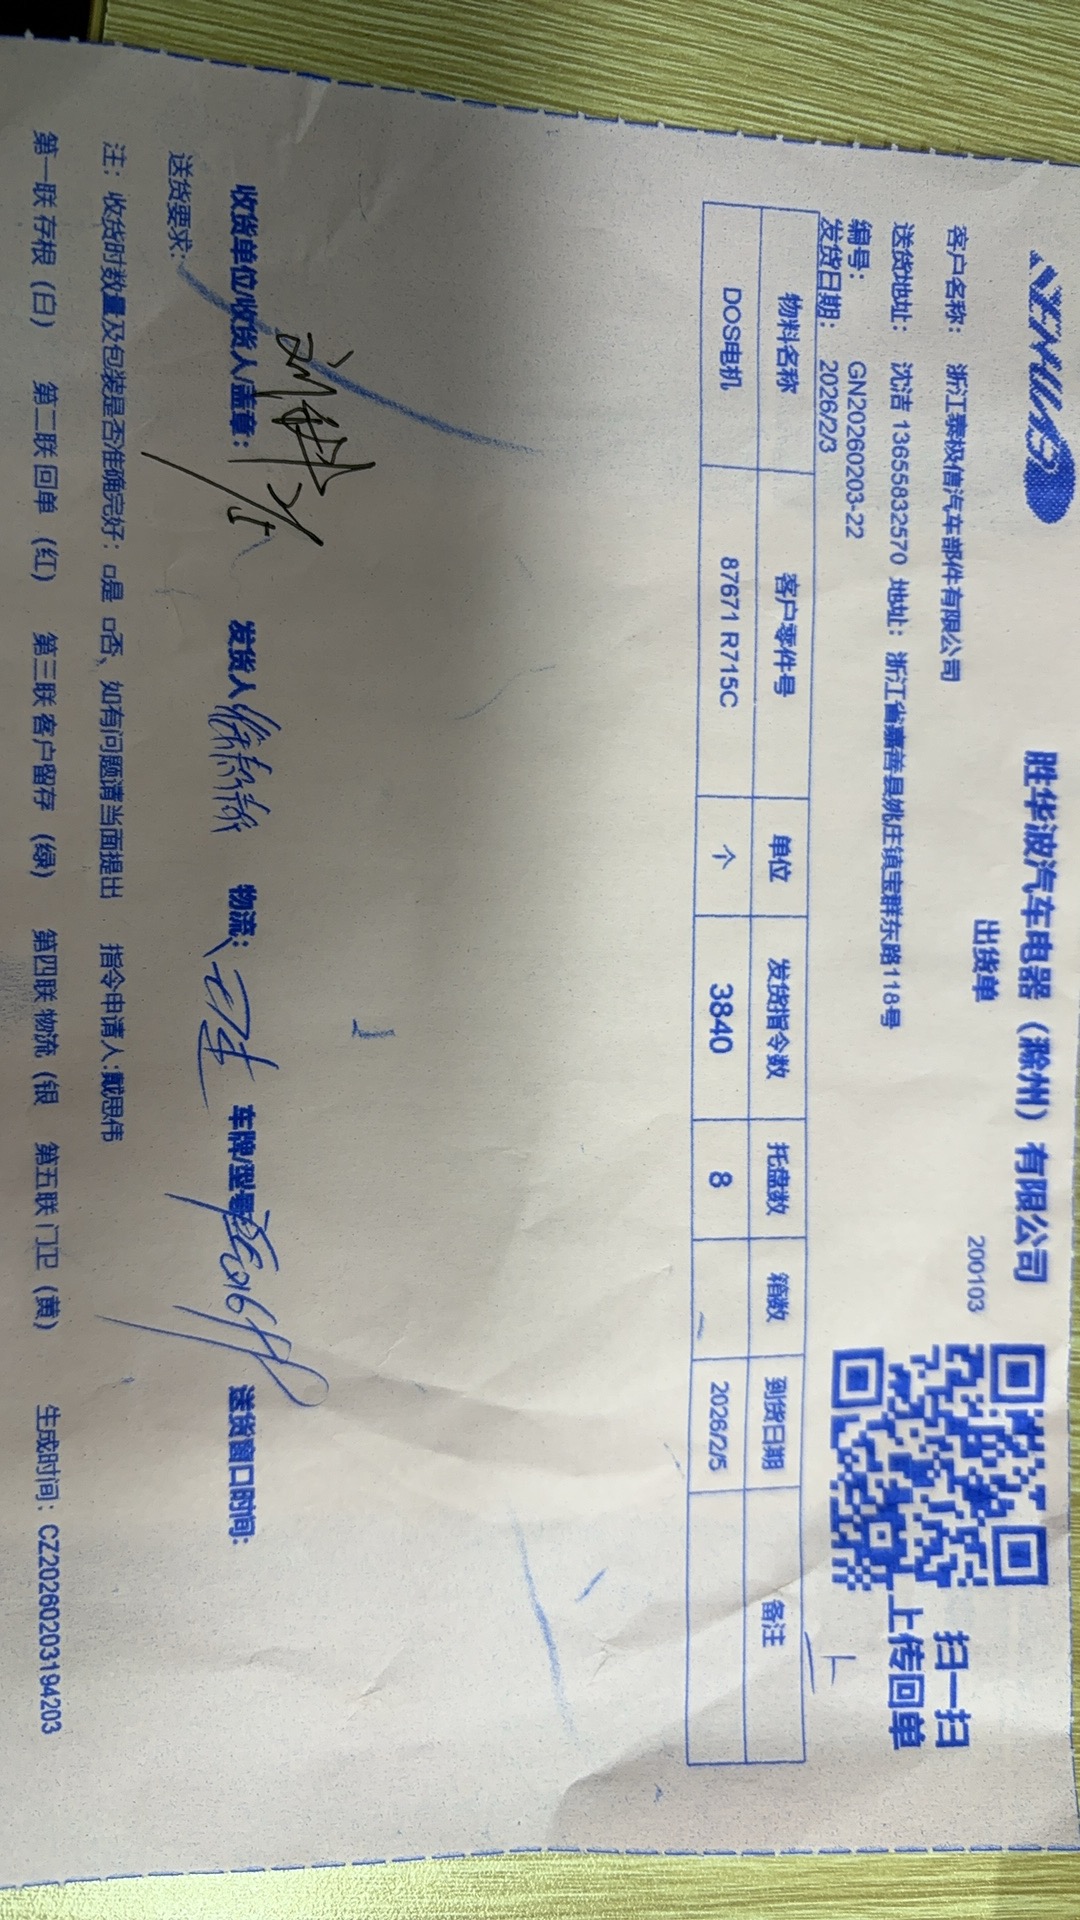 胜华波汽车电器（滁州）有限公司
出货单
200103
扫一扫
上传回单
客户名称： 浙江泰极信汽车部件有限公司
送货地址： 沈洁 13655832570 地址：浙江省嘉善县姚庄镇宝群东路118号
编号： GN20260203-22
发货日期： 2026/2/3
物料名称 客户零件号 单位 发货指令数 托盘数 箱数 到货日期 备注
DOS电机 87671 R715C 个 3840 8 2026/2/5
收货单位/收货人/盖章： 发货人 物流： 车牌/型号 送货窗口时间:
送货要求:
注： 收货时数量及包装是否准确完好：□是 □否、如有问题请当面提出 指令申请人:戴思伟
第一联 存根（白） 第二联 回单（红） 第三联 客户留存（绿） 第四联 物流（银 第五联 门卫（黄） 生成时间：CZ20260203194203